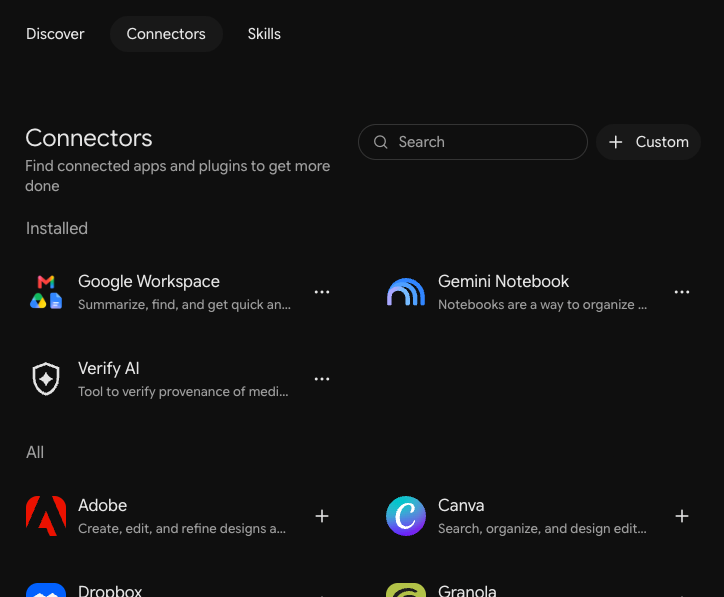 Discover Connectors Skills
Connectors
Search
Custom
Find connected apps and plugins to get more
done
Installed
Google Workspace
Summarize, find, and get quick an...
Gemini Notebook
Notebooks are a way to organize ...
Verify AI
Tool to verify provenance of medi...
All
Adobe
Create, edit, and refine designs a...
Canva
Search, organize, and design edit...
Dropbox
Granola